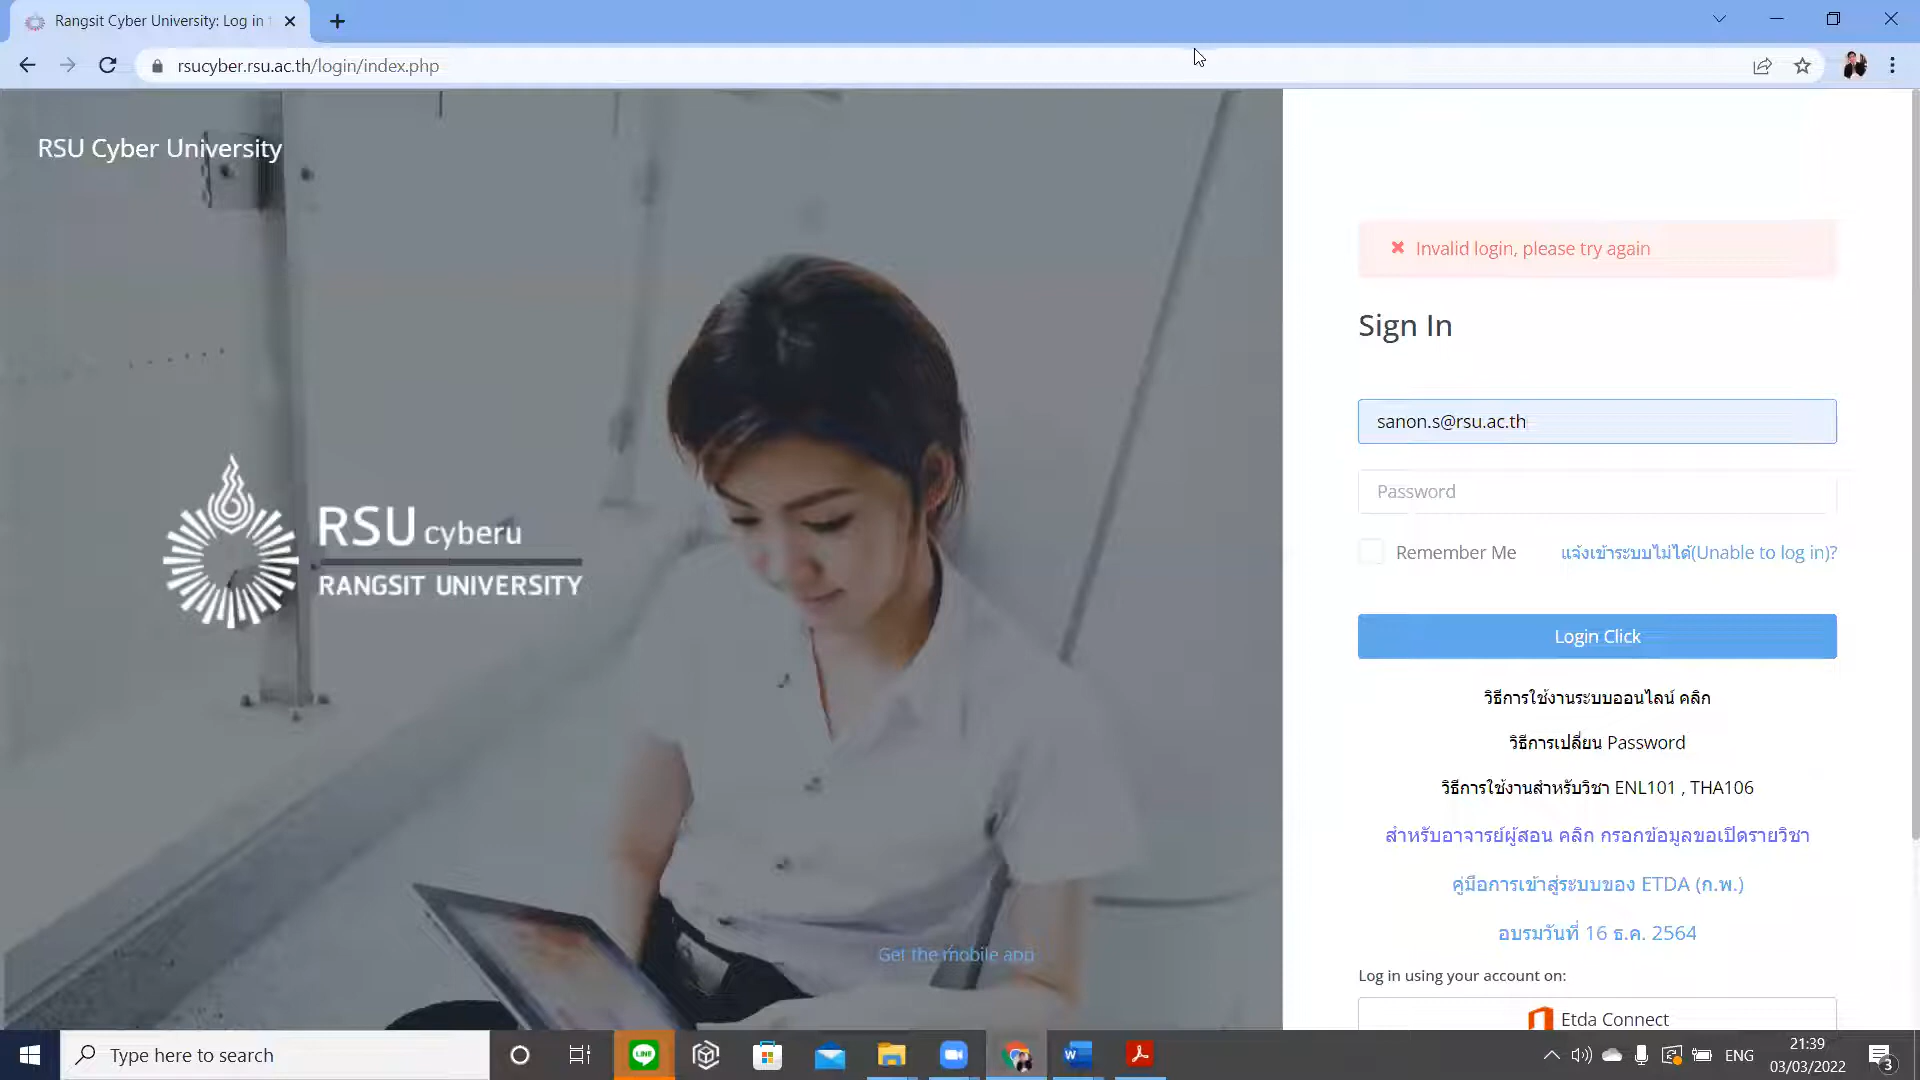 Rangsit Cyber University: Log in
rsucyber.rsu.ac.th/login/index.php
RSU Cyber University
RSU cyberu
RANGSIT UNIVERSITY
Get the mobile app
Invalid login, please try again
Sign In
sanon.s@rsu.ac.th
Password
Remember Me
แจ้งเข้าระบบไม่ได้(Unable to log in)?
Login Click
วิธีการใช้งานระบบออนไลน์ คลิก
วิธีการเปลี่ยน Password
วิธีการใช้งานสำหรับวิชา ENL101 , THA106
สำหรับอาจารย์ผู้สอน คลิก กรอกข้อมูลขอเปิดรายวิชา
คู่มือการเข้าสู่ระบบของ ETDA (ก.พ.)
อบรมวันที่ 16 ธ.ค. 2564
Log in using your account on:
Etda Connect
Type here to search
LINE
ENG
21:39
03/03/2022
3